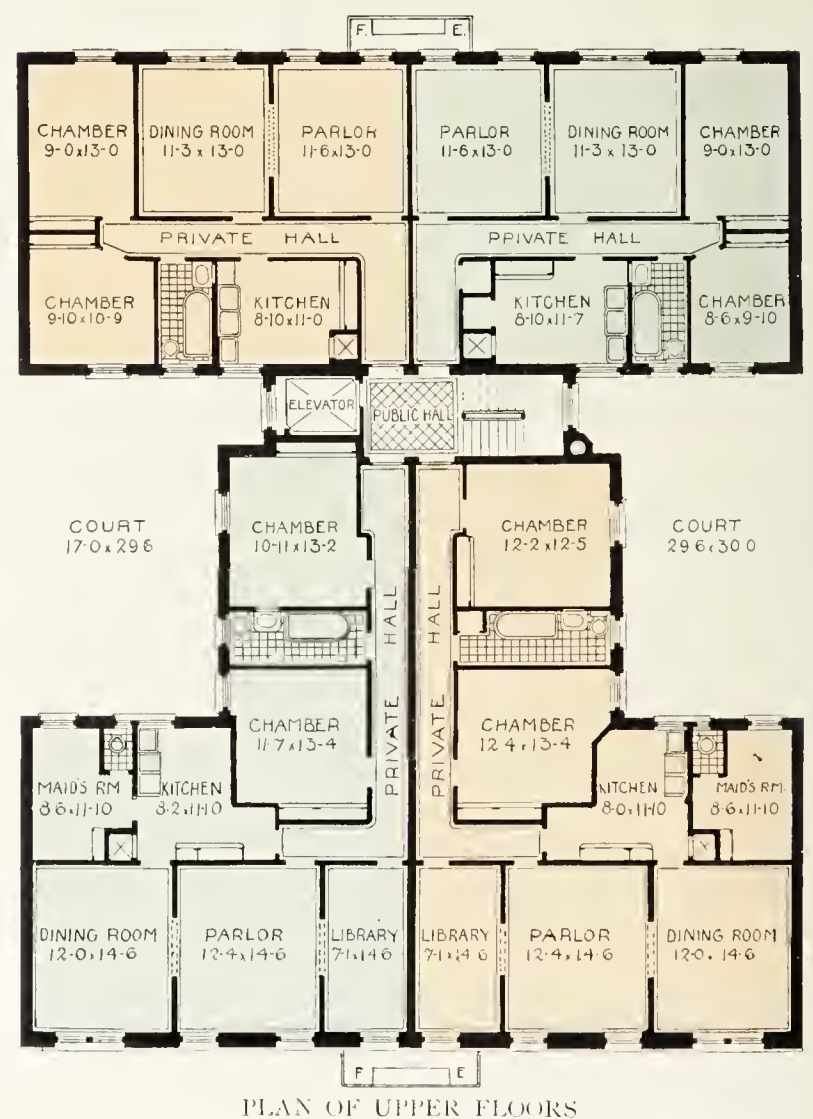 F. E.
CHAMBER
9-0x13-0
DINING ROOM
11-3 x 13-0
PARLOR
11-6x13-0
PARLOR
11-6x13-0
DINING ROOM
11-3 x 13-0
CHAMBER
9-0x13-0
PRIVATE HALL
PRIVATE HALL
CHAMBER
9-10x10-9
KITCHEN
8-10x11-0
KITCHEN
8-10x11-7
CHAMBER
8-6x9-10
ELEVATOR
PUBLIC HALL
COURT
17-0x29 6
CHAMBER
10-11x13-2
CHAMBER
12-2x12-5
COURT
29 6x30 0
PRIVATE HALL
PRIVATE HALL
CHAMBER
11-7x13-4
CHAMBER
12 4x13-4
MAID'S RM
8 6x11-10
KITCHEN
8-2x11-10
KITCHEN
8-0x11-10
MAID'S RM.
8-6x11-10
DINING ROOM
12-0x14-6
PARLOR
12-4x14-6
LIBRARY
7-1x14 6
LIBRARY
7-1x14 6
PARLOR
12-4x14-6
DINING ROOM
12-0x14-6
F E
PLAN OF UPPER FLOORS